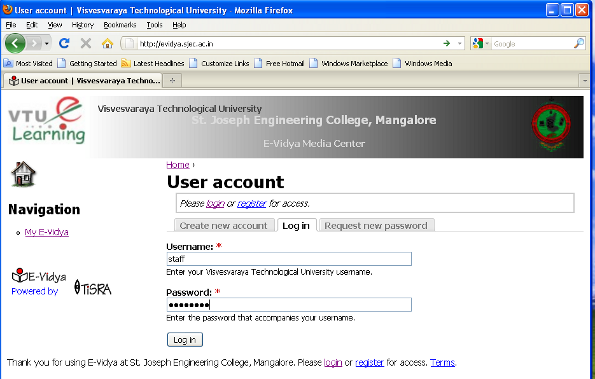 User account | Visvesvaraya Technological University - Mozilla Firefox
File Edit View History Bookmarks Tools Help
http://evidya.sjec.ac.in
Google
Most Visited Getting Started Latest Headlines Customize Links Free Hotmail Windows Marketplace Windows Media
User account | Visvesvaraya Techno...
VTU e
Learning
Visvesvaraya Technological University
St. Joseph Engineering College, Mangalore
E-Vidya Media Center
Home ›
User account
Please login or register for access.
Navigation
My E-Vidya
Create new account Log in Request new password
Username: *
staff
Enter your Visvesvaraya Technological University username.
E-Vidya
Powered by TISRA
Password: *
●●●●●●●●
Enter the password that accompanies your username.
Log in
Thank you for using E-Vidya at St. Joseph Engineering College, Mangalore. Please login or register for access. Terms.